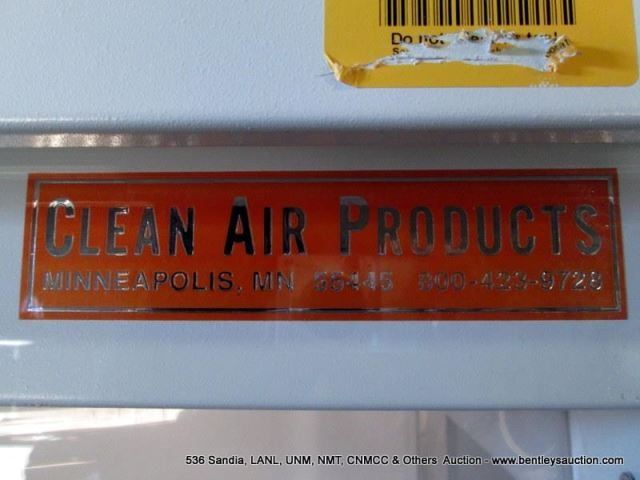 Do not
CLEAN AIR PRODUCTS
MINNEAPOLIS, MN 55445 800-423-9728
536 Sandia, LANL, UNM, NMT, CNMCC & Others Auction - www.bentleysauction.com